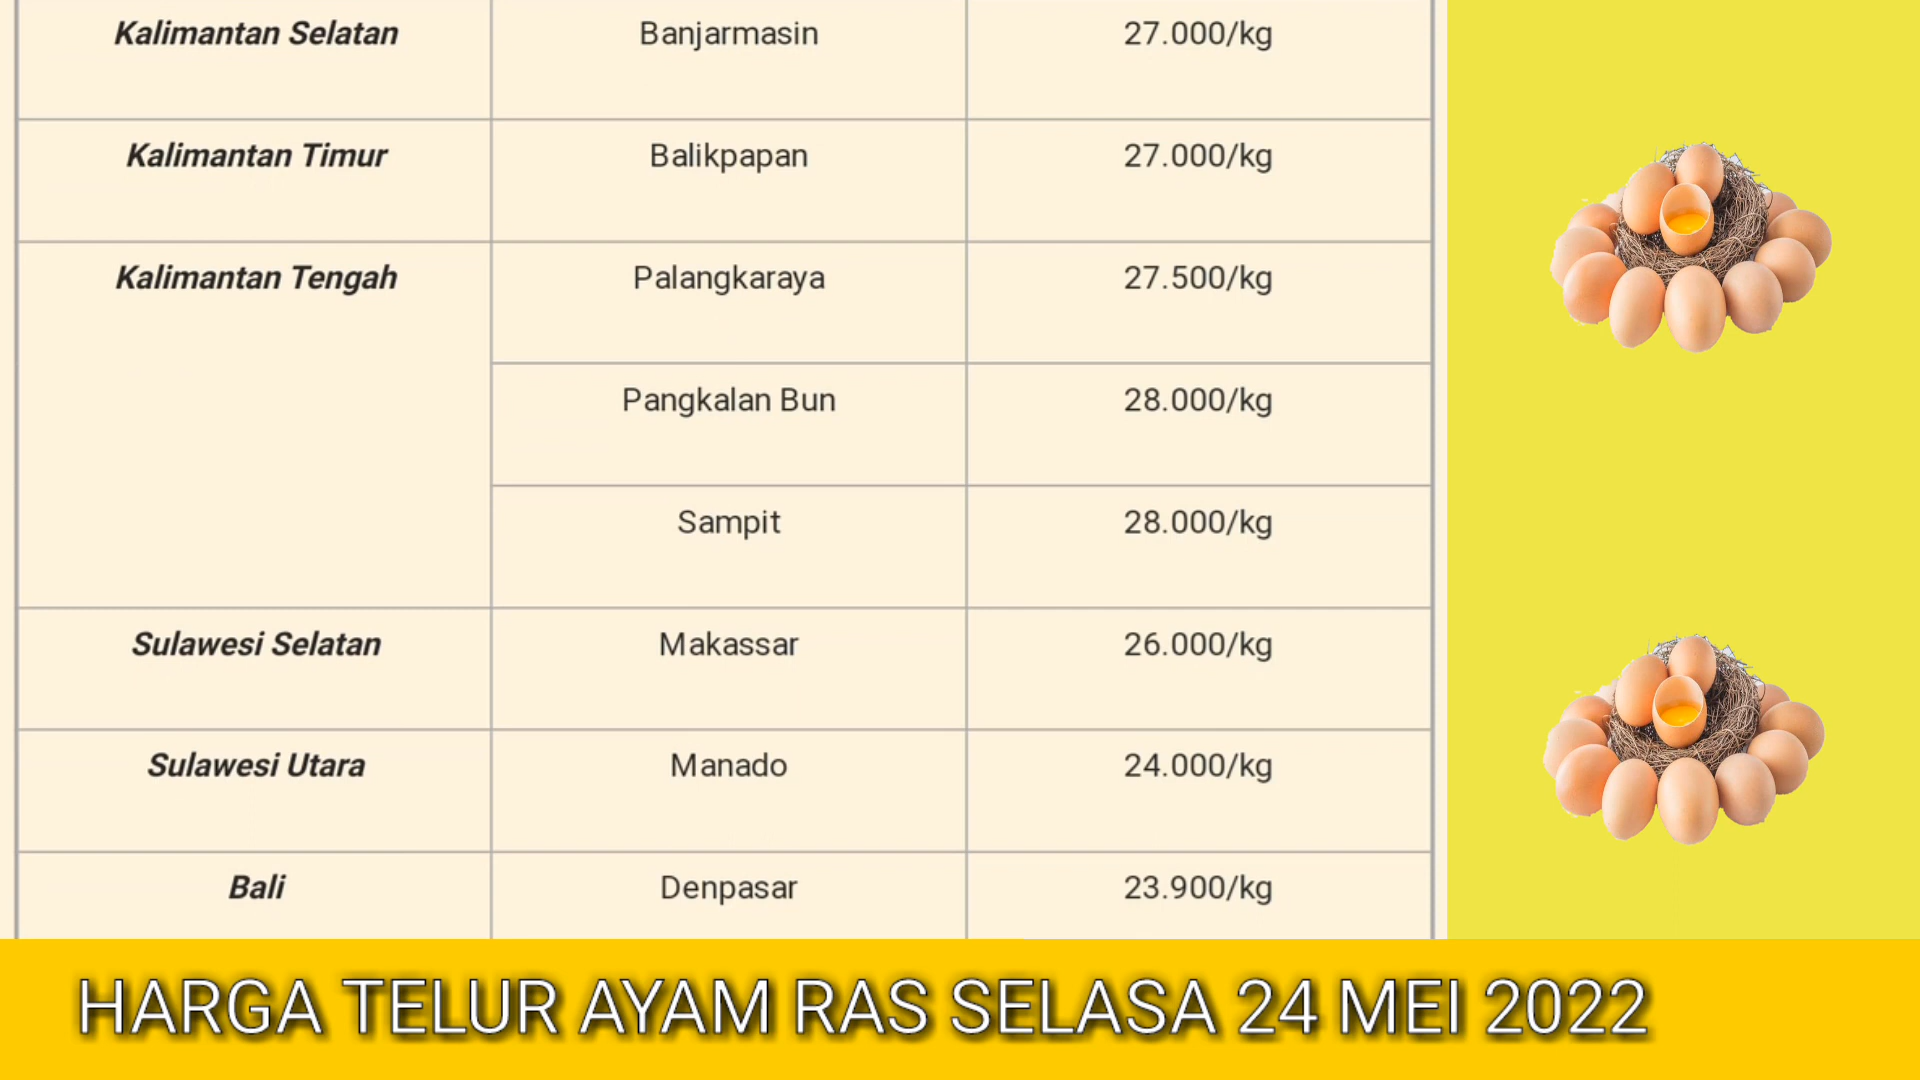 Kalimantan Selatan Banjarmasin 27.000/kg
Kalimantan Timur Balikpapan 27.000/kg
Kalimantan Tengah Palangkaraya 27.500/kg
Pangkalan Bun 28.000/kg
Sampit 28.000/kg
Sulawesi Selatan Makassar 26.000/kg
Sulawesi Utara Manado 24.000/kg
Bali Denpasar 23.900/kg
HARGA TELUR AYAM RAS SELASA 24 MEI 2022